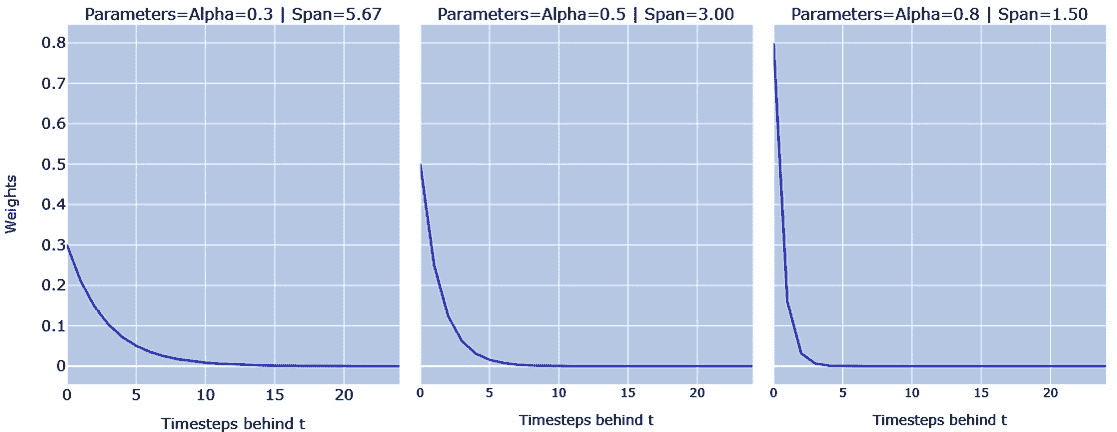 Parameters=Alpha=0.3 | Span=5.67
Parameters=Alpha=0.5 | Span=3.00
Parameters=Alpha=0.8 | Span=1.50
Weights
0.8
0.7
0.6
0.5
0.4
0.3
0.2
0.1
0
0 5 10 15 20
0 5 10 15 20
0 5 10 15 20
Timesteps behind t
Timesteps behind t
Timesteps behind t